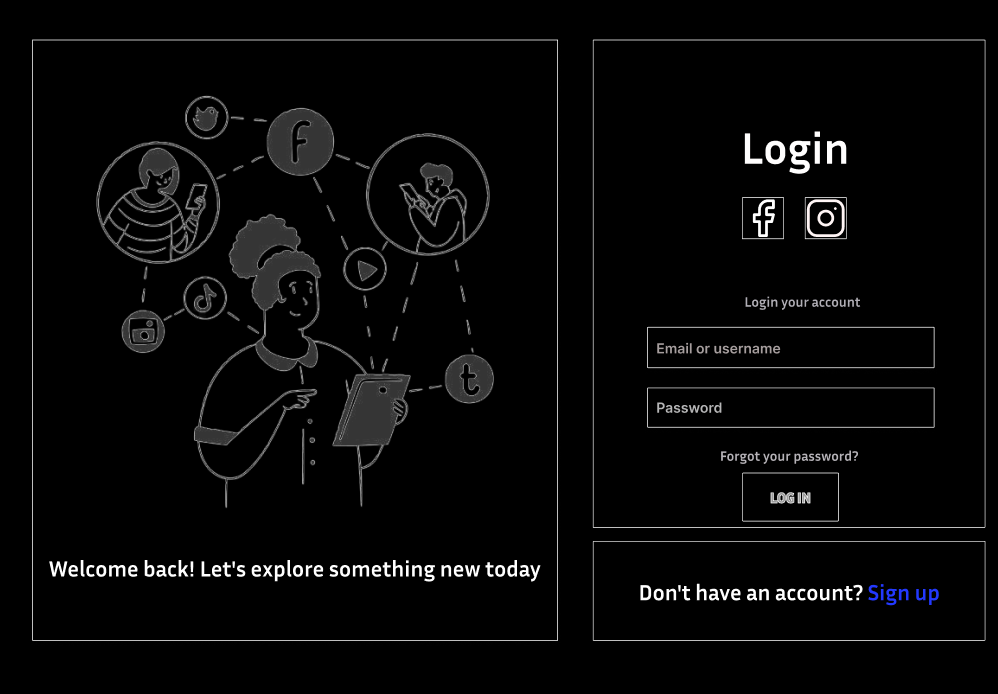 Welcome back! Let's explore something new today
Login
Login your account
Email or username
Password
Forgot your password?
LOG IN
Don't have an account? Sign up